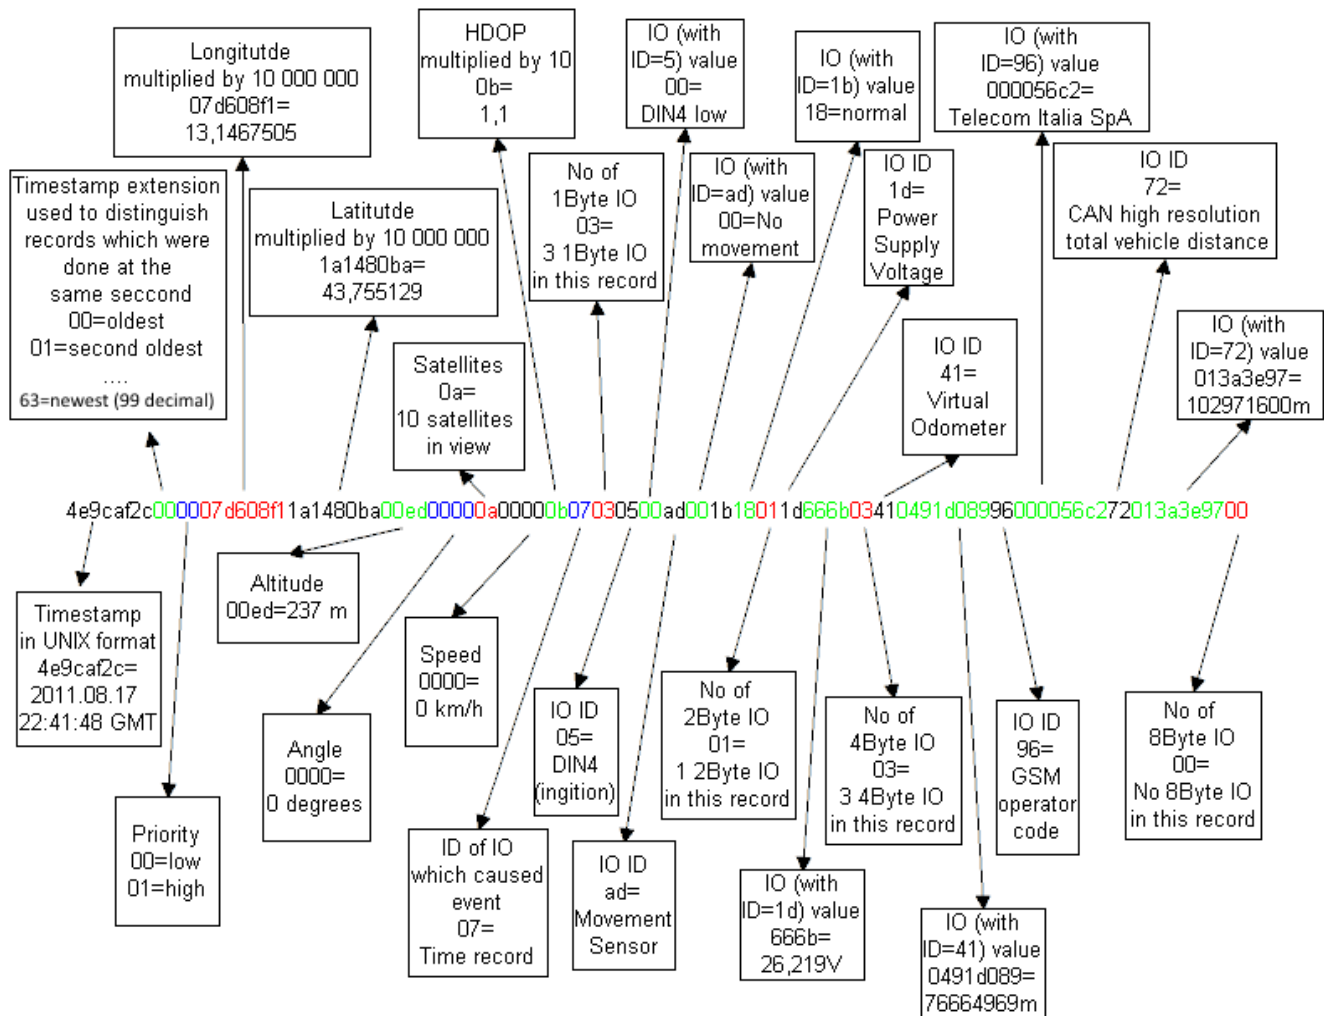 Longitutde
multiplied by 10 000 000
07d608f1=
13,1467505
HDOP
multiplied by 10
0b=
1,1
IO (with
ID=5) value
00=
DIN4 low
IO (with
ID=1b) value
18=normal
IO (with
ID=96) value
000056c2=
Telecom Italia SpA
Timestamp extension
used to distinguish
records which were
done at the
same seccond
00=oldest
01=second oldest
....
63=newest (99 decimal)
Latitutde
multiplied by 10 000 000
1a1480ba=
43,755129
No of
1Byte IO
03=
3 1Byte IO
in this record
IO (with
ID=ad) value
00=No
movement
IO ID
1d=
Power
Supply
Voltage
IO ID
72=
CAN high resolution
total vehicle distance
Satellites
0a=
10 satellites
in view
IO ID
41=
Virtual
Odometer
IO (with
ID=72) value
013a3e97=
102971600m
4e9caf2c000007d608f11a1480ba00ed00000a00000b0703050 0ad001b18011d666b03410491d08996000056c272013a3e9700
Timestamp
in UNIX format
4e9caf2c=
2011.08.17
22:41:48 GMT
Altitude
00ed=237 m
Priority
00=low
01=high
Angle
0000=
0 degrees
Speed
0000=
0 km/h
ID of IO
which caused
event
07=
Time record
IO ID
05=
DIN4
(ingition)
IO ID
ad=
Movement
Sensor
No of
2Byte IO
01=
1 2Byte IO
in this record
IO (with
ID=1d) value
666b=
26,219V
No of
4Byte IO
03=
3 4Byte IO
in this record
IO (with
ID=41) value
0491d089=
76664969m
IO ID
96=
GSM
operator
code
No of
8Byte IO
00=
No 8Byte IO
in this record